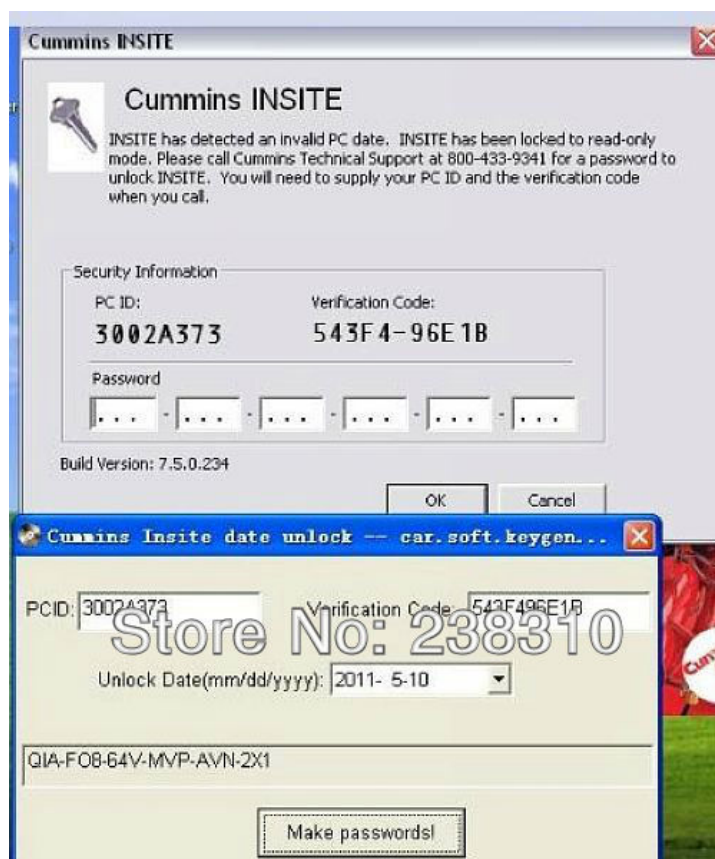 Cummins INSITE
Cummins INSITE
INSITE has detected an invalid PC date. INSITE has been locked to read-only
mode. Please call Cummins Technical Support at 800-433-9341 for a password to
unlock INSITE. You will need to supply your PC ID and the verification code
when you call.
Security Information
PC ID:
Verification Code:
3002A373
543F4-96E1B
Password
... - ... - ... - ... - ... - ...
Build Version: 7.5.0.234
OK
Cancel
Cummins Insite date unlock -- car.soft.keygen...
PCID: 3002A373
Verification Code: 543F496E1B
Store No: 238310
Unlock Date(mm/dd/yyyy): 2011- 5-10
QIA-FO8-64V-MVP-AVN-2X1
Make passwords!